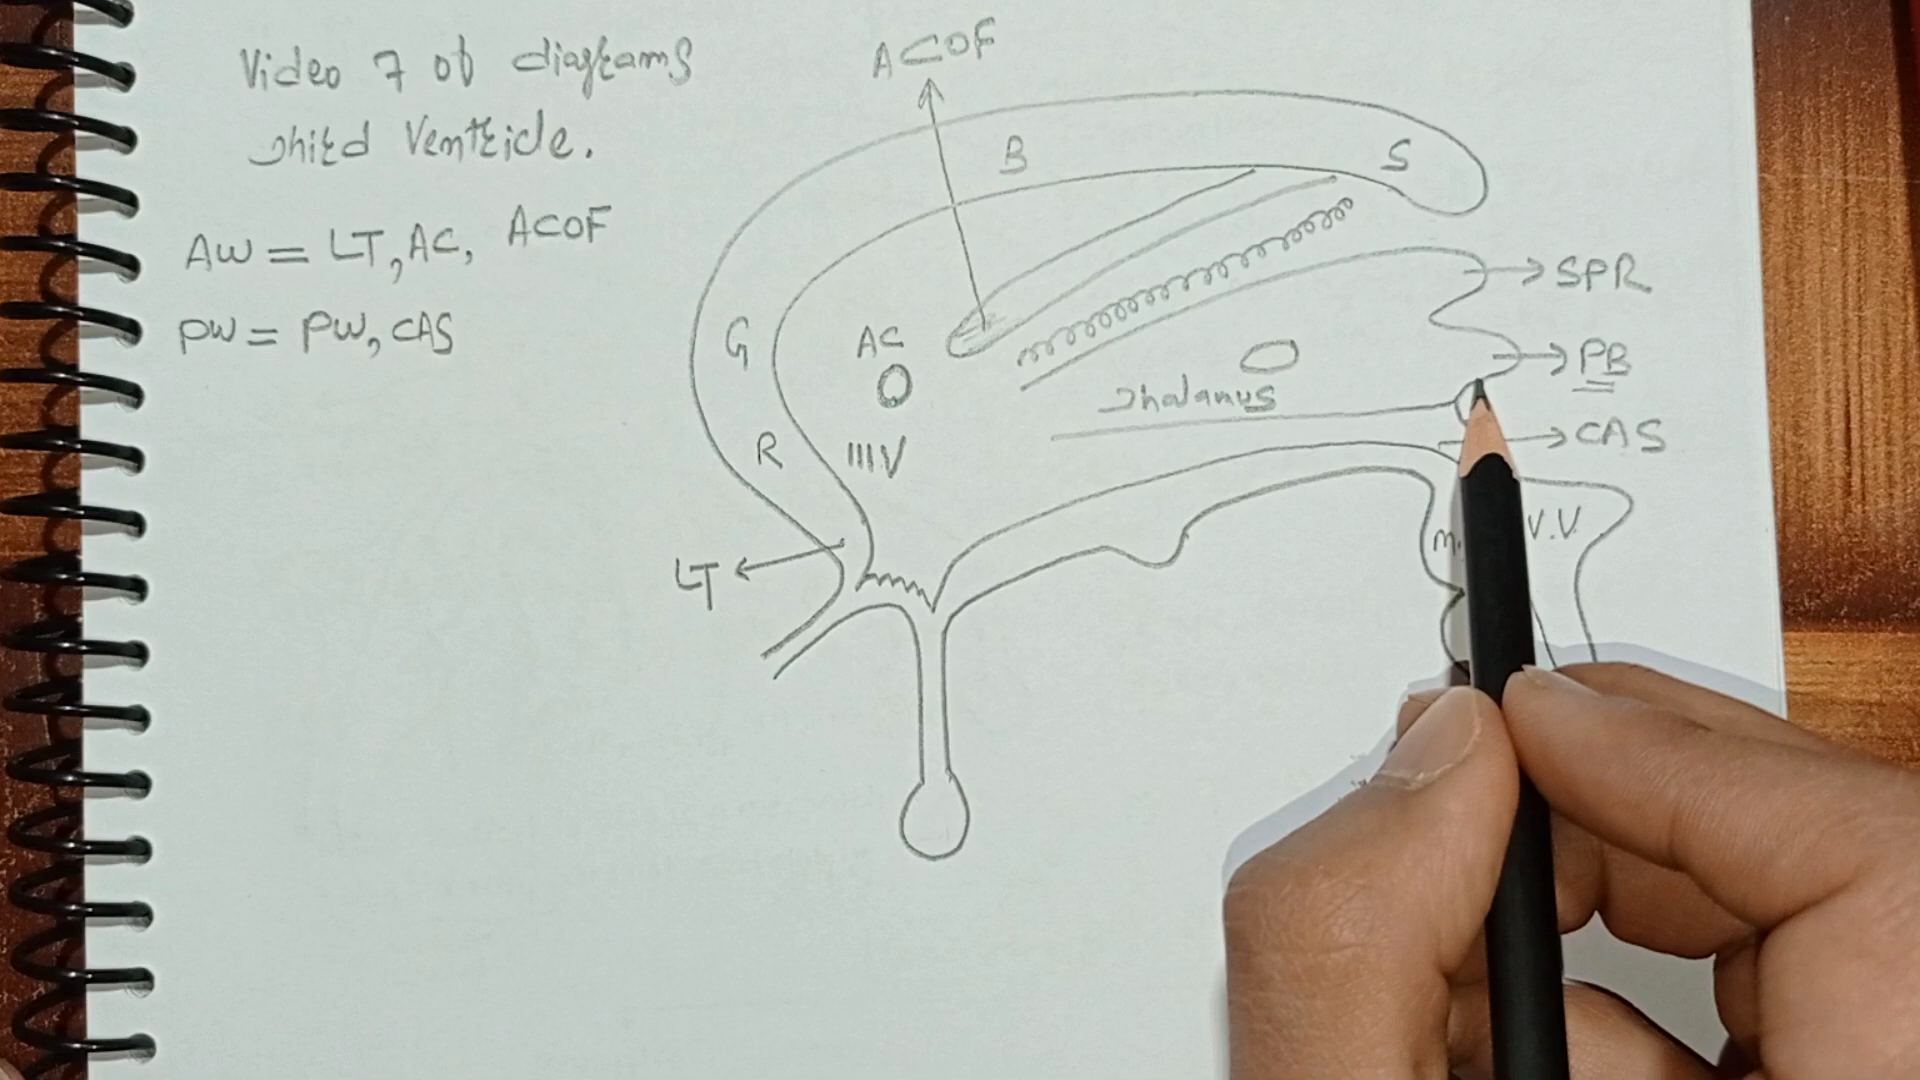 Video 7 of diagrams
Third Ventricle.
AW = LT, AC, ACOF
PW = PW, CAS
ACOF
B
S
G
R
AC
IIIV
LT
Thalamus
SPR
PB
CAS
V.V.